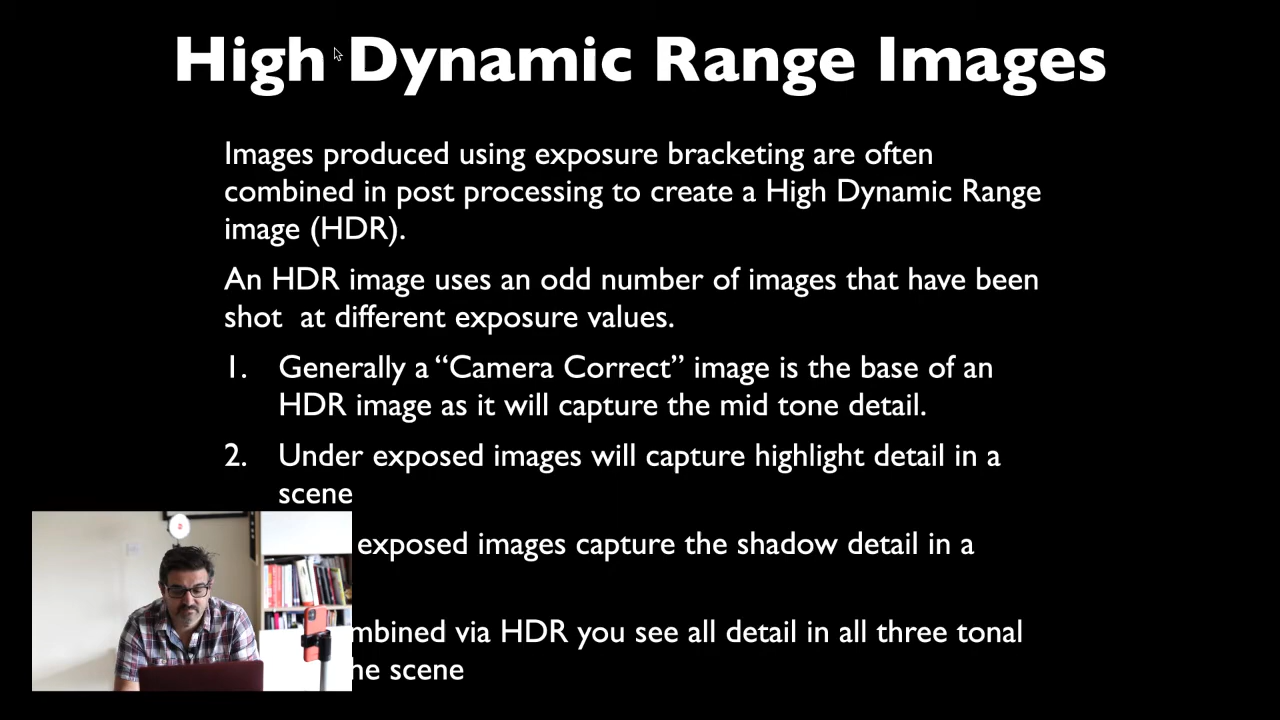 High Dynamic Range Images
Images produced using exposure bracketing are often
combined in post processing to create a High Dynamic Range
image (HDR).
An HDR image uses an odd number of images that have been
shot at different exposure values.
1. Generally a “Camera Correct” image is the base of an
HDR image as it will capture the mid tone detail.
2. Under exposed images will capture highlight detail in a
scene
exposed images capture the shadow detail in a
mbined via HDR you see all detail in all three tonal
he scene